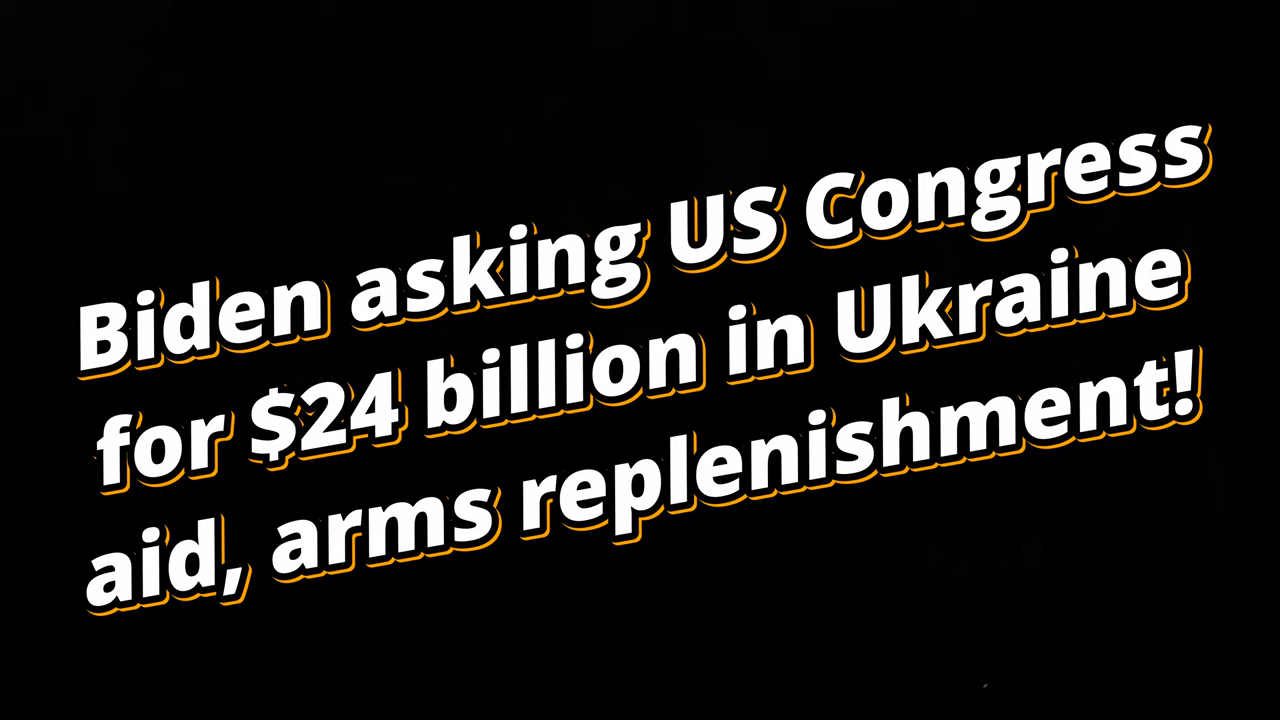 Biden asking US Congress
for $24 billion in Ukraine
aid, arms replenishment!